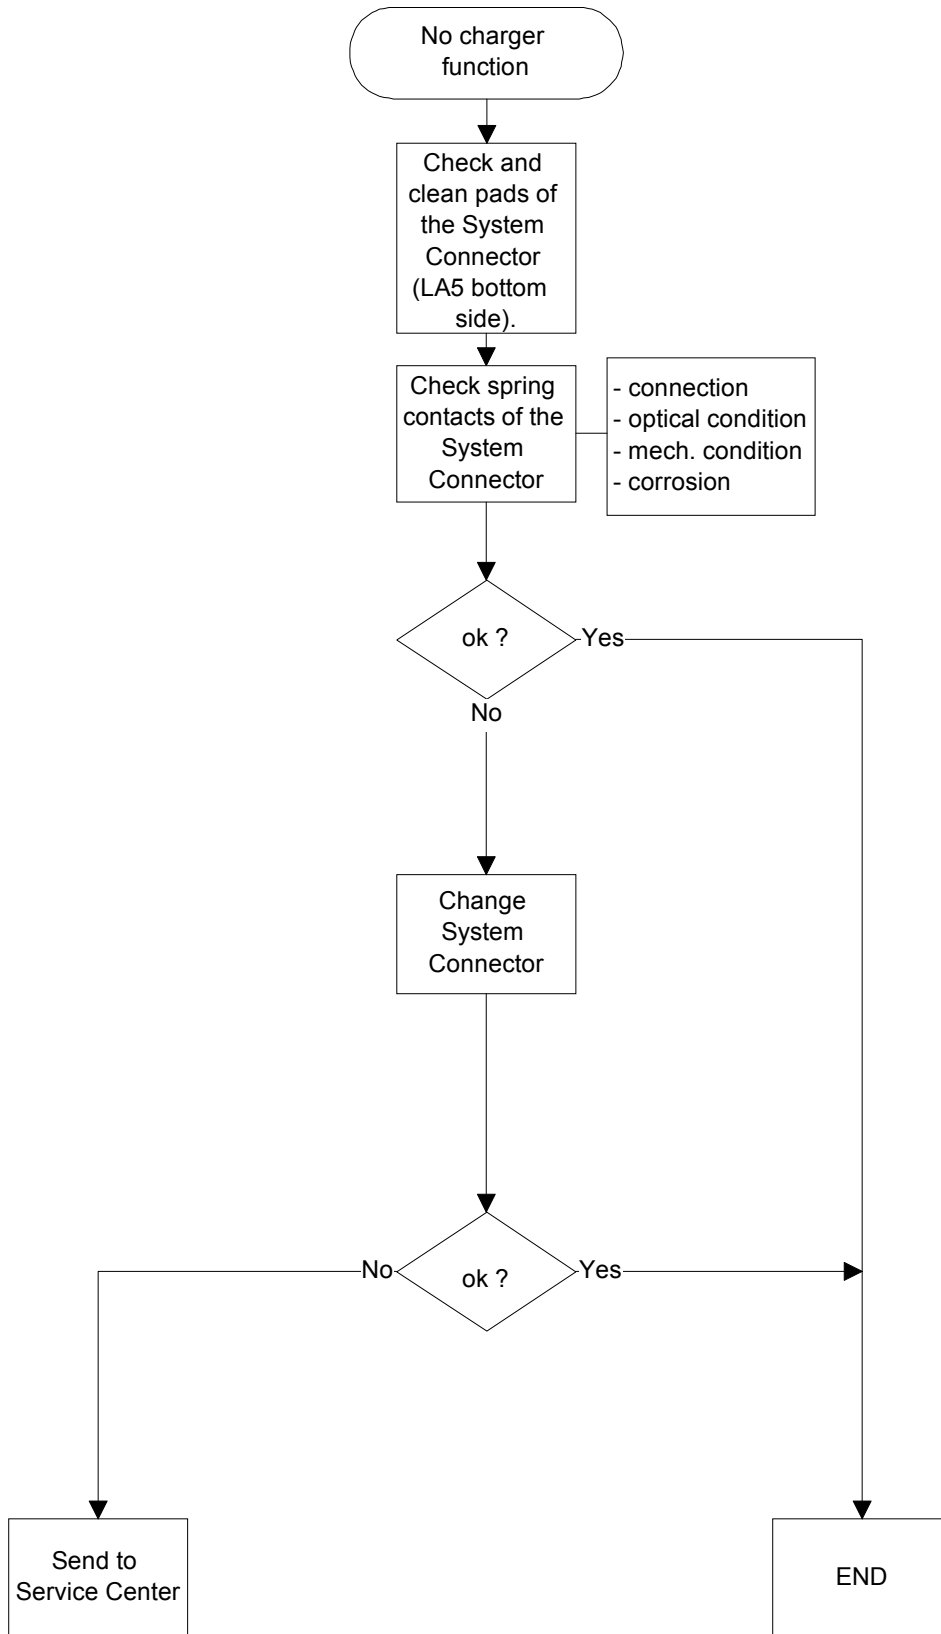 No charger
function
Check and
clean pads of
the System
Connector
(LA5 bottom
side).
Check spring
contacts of the
System
Connector
- connection
- optical condition
- mech. condition
- corrosion
ok ?
Yes
No
Change
System
Connector
No
ok ?
Yes
Send to
Service Center
END